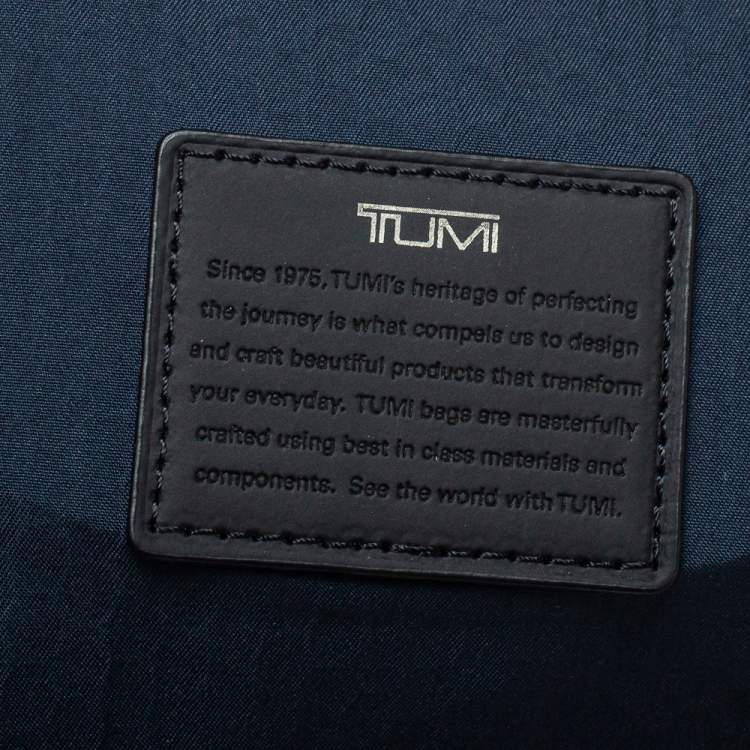 TUMI
Since 1975, TUMI's heritage of perfecting
the journey is what compels us to design
and craft beautiful products that transform
your everyday. TUMI bags are masterfully
crafted using best in class materials and
components. See the world with TUMI.